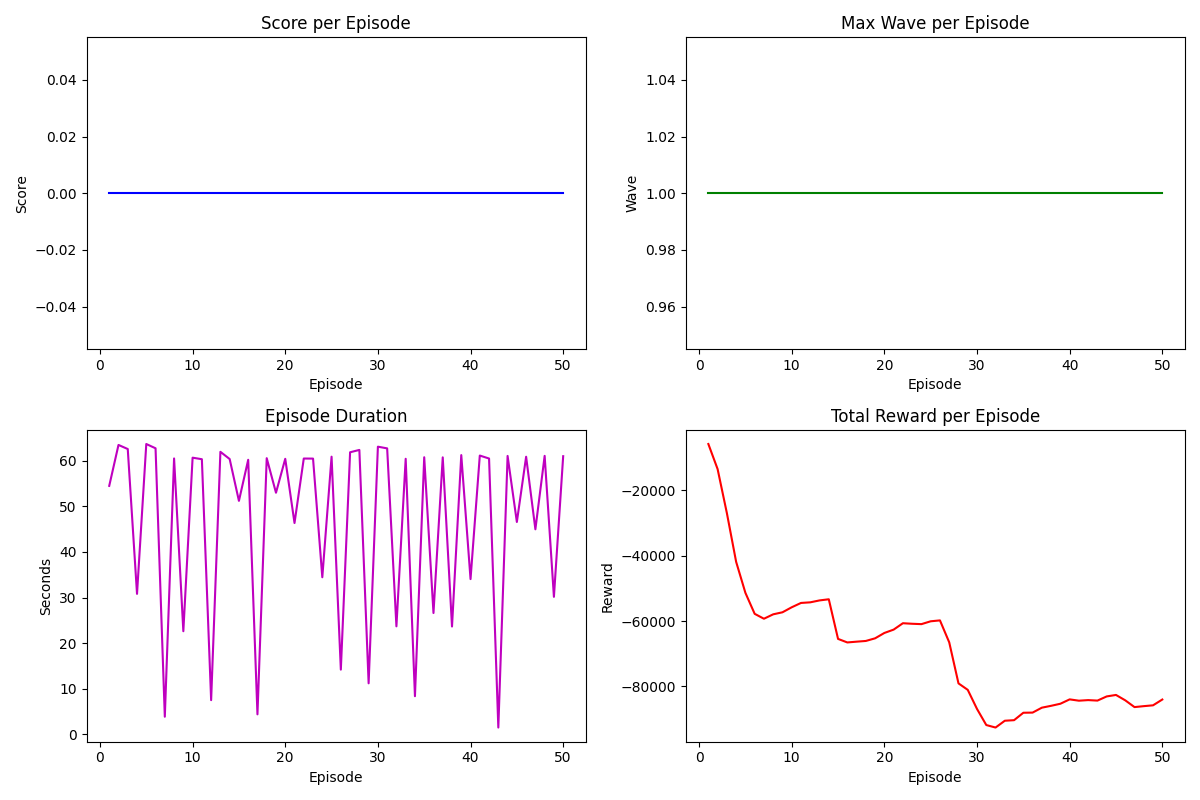 Score per Episode
Score
0.04
0.02
0.00
−0.02
−0.04
0 10 20 30 40 50
Episode
Max Wave per Episode
Wave
1.04
1.02
1.00
0.98
0.96
0 10 20 30 40 50
Episode
Episode Duration
Seconds
60
50
40
30
20
10
0
0 10 20 30 40 50
Episode
Total Reward per Episode
Reward
−20000
−40000
−60000
−80000
0 10 20 30 40 50
Episode